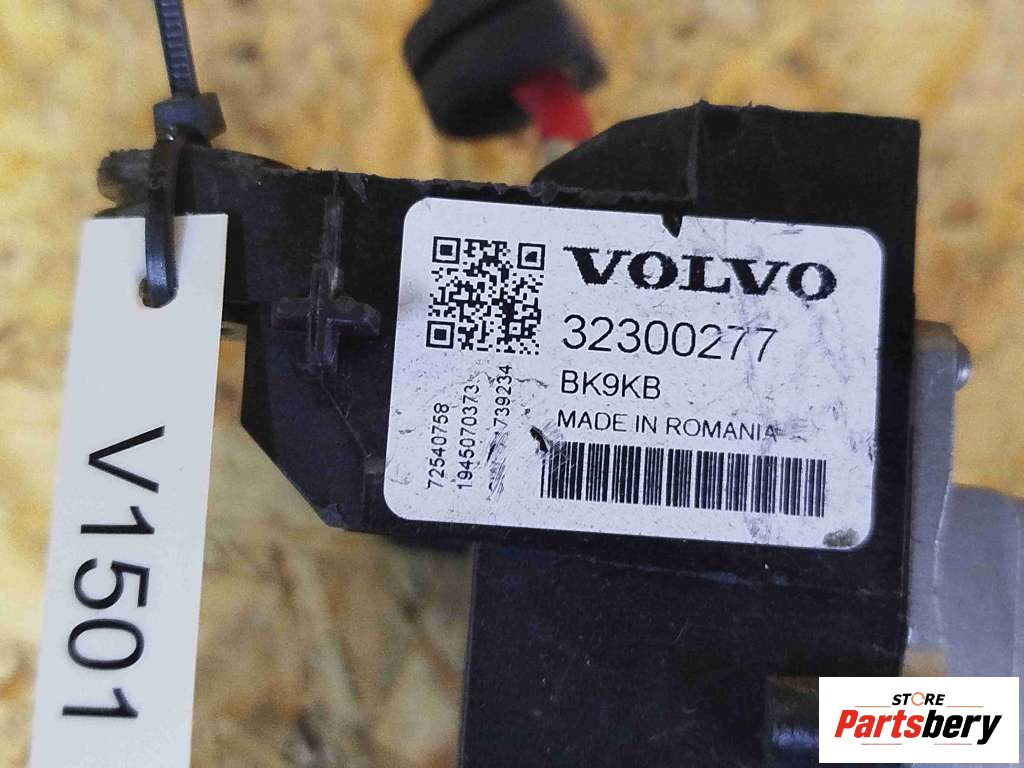 VOLVO
32300277
BK9KB
MADE IN ROMANIA
72540758
1945070373
739234
V1501
STORE
Partsbery